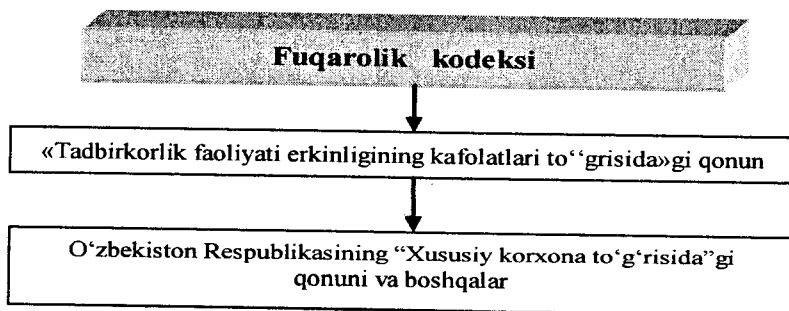 Fuqarolik kodeksi
«Tadbirkorlik faoliyati erkinligining kafolatlari to‘‘grisida»gi qonun
O‘zbekiston Respublikasining “Xususiy korxona to‘g‘risida”gi
qonuni va boshqalar